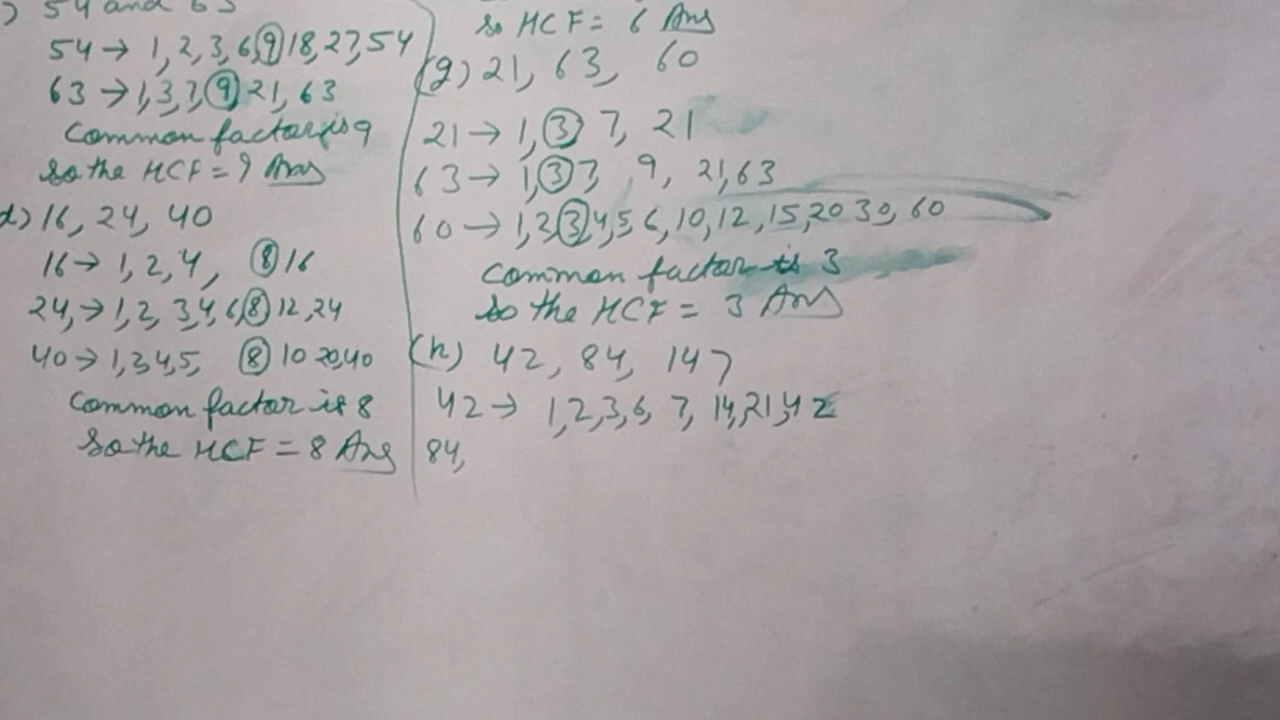 ) 54 and 63
54 → 1, 2, 3, 6, 9 18, 27, 54
63 → 1, 3, 7, 9 21, 63
Common factor is 9
So the HCF = 9 Ans
d) 16, 24, 40
16 → 1, 2, 4, 8 16
24, → 1, 2, 3, 4, 6, 8 12, 24
40 → 1, 2 4, 5, 8 10 20, 40
Common factor is 8
So the HCF = 8 Ans
So HCF = 6 Ans
(g) 21, 63, 60
21 → 1, 3 7, 21
63 → 1, 3 7, 9, 21, 63
60 → 1, 2, 3 4, 5 6, 10, 12, 15, 20 30, 60
Common factor is 3
So the HCF = 3 Ans
(h) 42, 84, 147
42 → 1, 2, 3, 6, 7, 14, 21, 42
84,